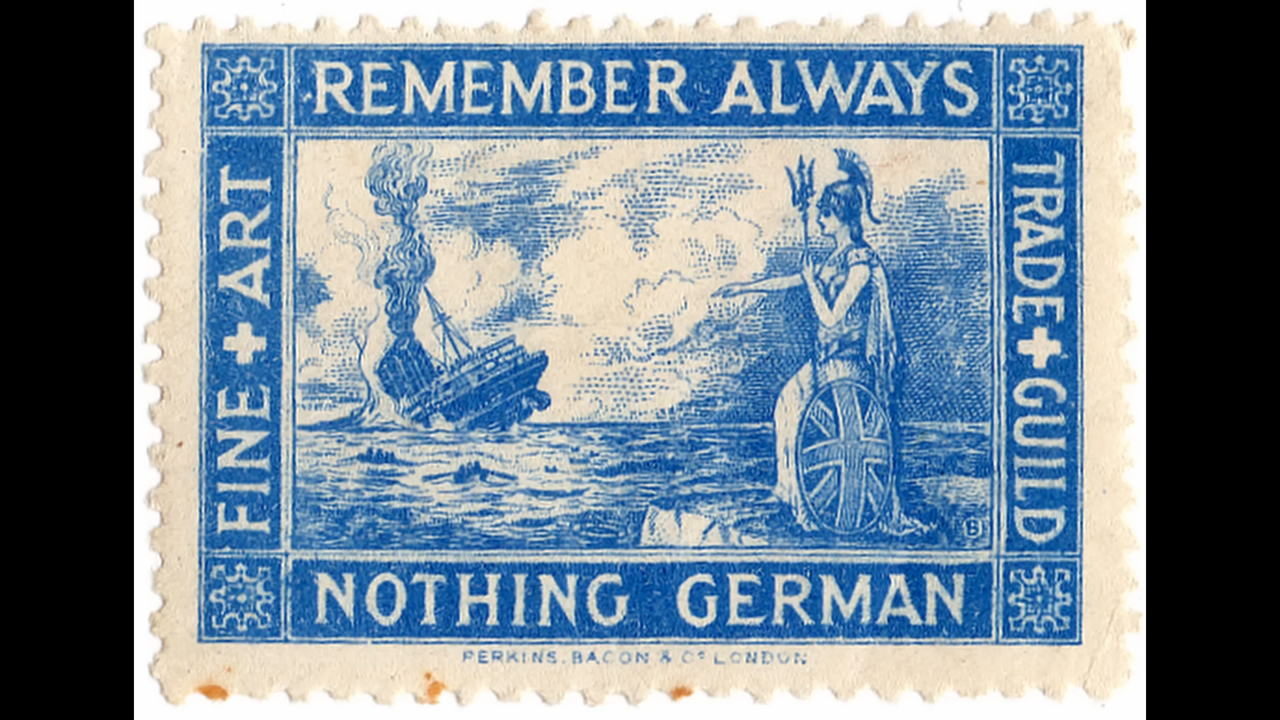 REMEMBER ALWAYS
FINE + ART
TRADE + GUILD
B
NOTHING GERMAN
PERKINS. BACON & Co LONDON